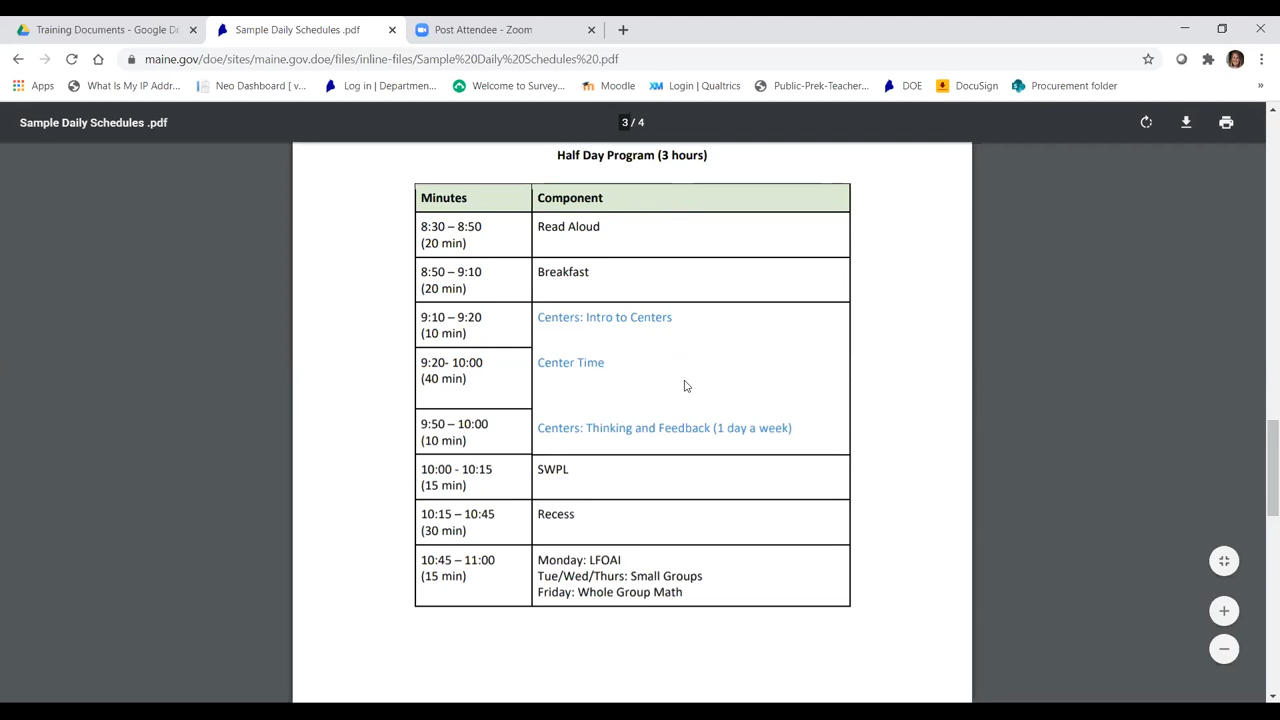 Training Documents - Google D
Sample Daily Schedules .pdf
Post Attendee - Zoom
maine.gov/doe/sites/maine.gov.doe/files/inline-files/Sample%20Daily%20Schedules%20.pdf
Apps
What Is My IP Addr...
Neo Dashboard [ v...
Log in | Departmen...
Welcome to Survey...
Moodle
Login | Qualtrics
Public-Prek-Teacher...
DOE
DocuSign
Procurement folder
»
Sample Daily Schedules .pdf
3 / 4
Half Day Program (3 hours)
Minutes
Component
8:30 – 8:50
(20 min)
Read Aloud
8:50 – 9:10
(20 min)
Breakfast
9:10 – 9:20
(10 min)
Centers: Intro to Centers
9:20- 10:00
(40 min)
Center Time
9:50 – 10:00
(10 min)
Centers: Thinking and Feedback (1 day a week)
10:00 - 10:15
(15 min)
SWPL
10:15 – 10:45
(30 min)
Recess
10:45 – 11:00
(15 min)
Monday: LFOAI
Tue/Wed/Thurs: Small Groups
Friday: Whole Group Math